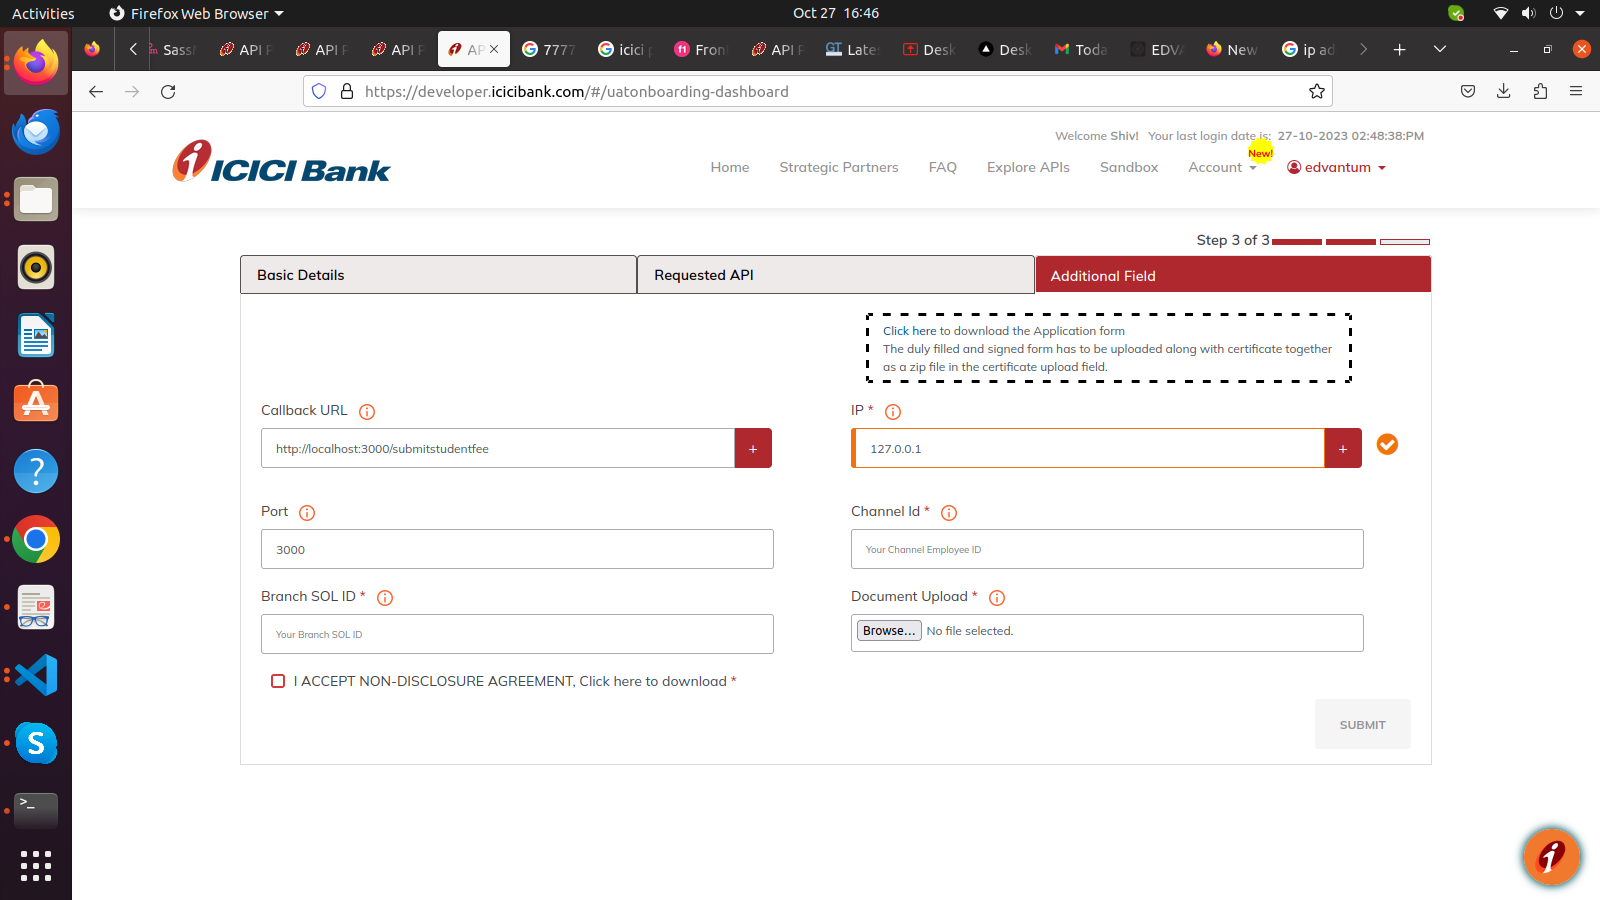 Activities
Firefox Web Browser
Oct 27 16:46
Sass
API P
API P
API P
AP
7777
icici p
Fron
API P
Late
Desk
Desk
Toda
EDVA
New
ip ad
https://developer.icicibank.com/#/uatonboarding-dashboard
Welcome Shiv! Your last login date is: 27-10-2023 02:48:38:PM
ICICI Bank
Home
Strategic Partners
FAQ
Explore APIs
Sandbox
Account
New!
edvantum
Step 3 of 3
Basic Details
Requested API
Additional Field
Click here to download the Application form
The duly filled and signed form has to be uploaded along with certificate together
as a zip file in the certificate upload field.
Callback URL
IP *
http://localhost:3000/submitstudentfee
+
127.0.0.1
+
Port
Channel Id *
3000
Your Channel Employee ID
Branch SOL ID *
Document Upload *
Your Branch SOL ID
Browse... No file selected.
I ACCEPT NON-DISCLOSURE AGREEMENT, Click here to download *
SUBMIT